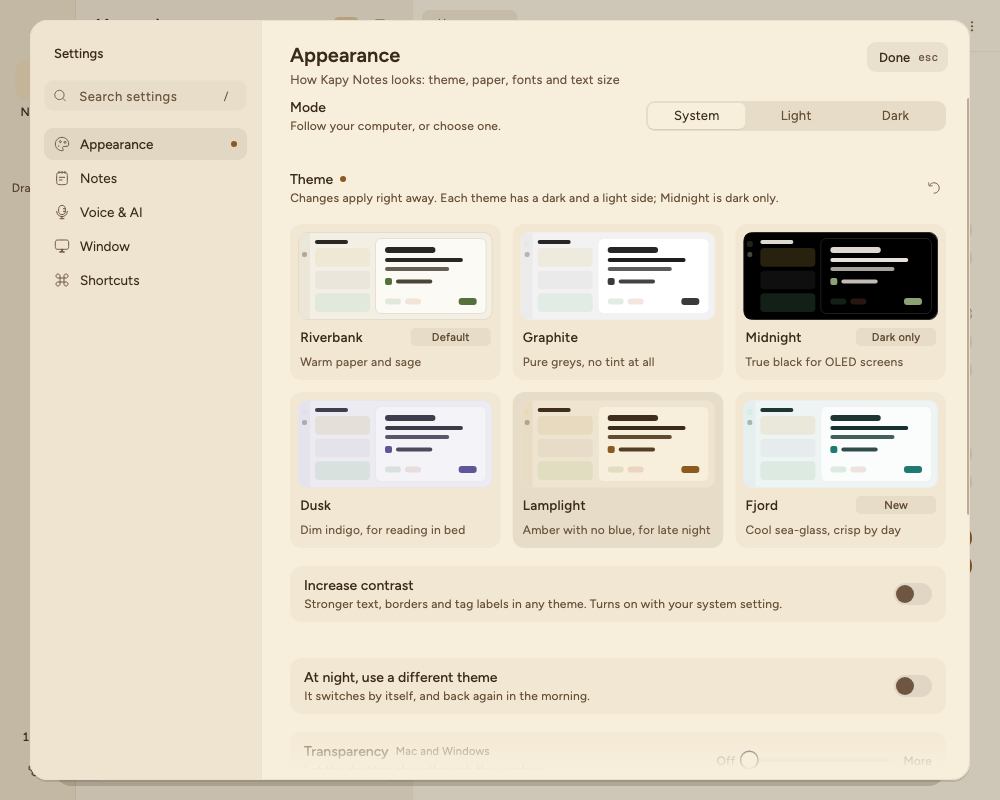 Settings
Search settings /
Appearance
Notes
Voice & AI
Window
Shortcuts
Appearance
How Kapy Notes looks: theme, paper, fonts and text size
Done esc
Mode
Follow your computer, or choose one.
System Light Dark
Theme
Changes apply right away. Each theme has a dark and a light side; Midnight is dark only.
Riverbank Default
Warm paper and sage
Graphite
Pure greys, no tint at all
Midnight Dark only
True black for OLED screens
Dusk
Dim indigo, for reading in bed
Lamplight
Amber with no blue, for late night
Fjord New
Cool sea-glass, crisp by day
Increase contrast
Stronger text, borders and tag labels in any theme. Turns on with your system setting.
At night, use a different theme
It switches by itself, and back again in the morning.
Transparency Mac and Windows
Off More